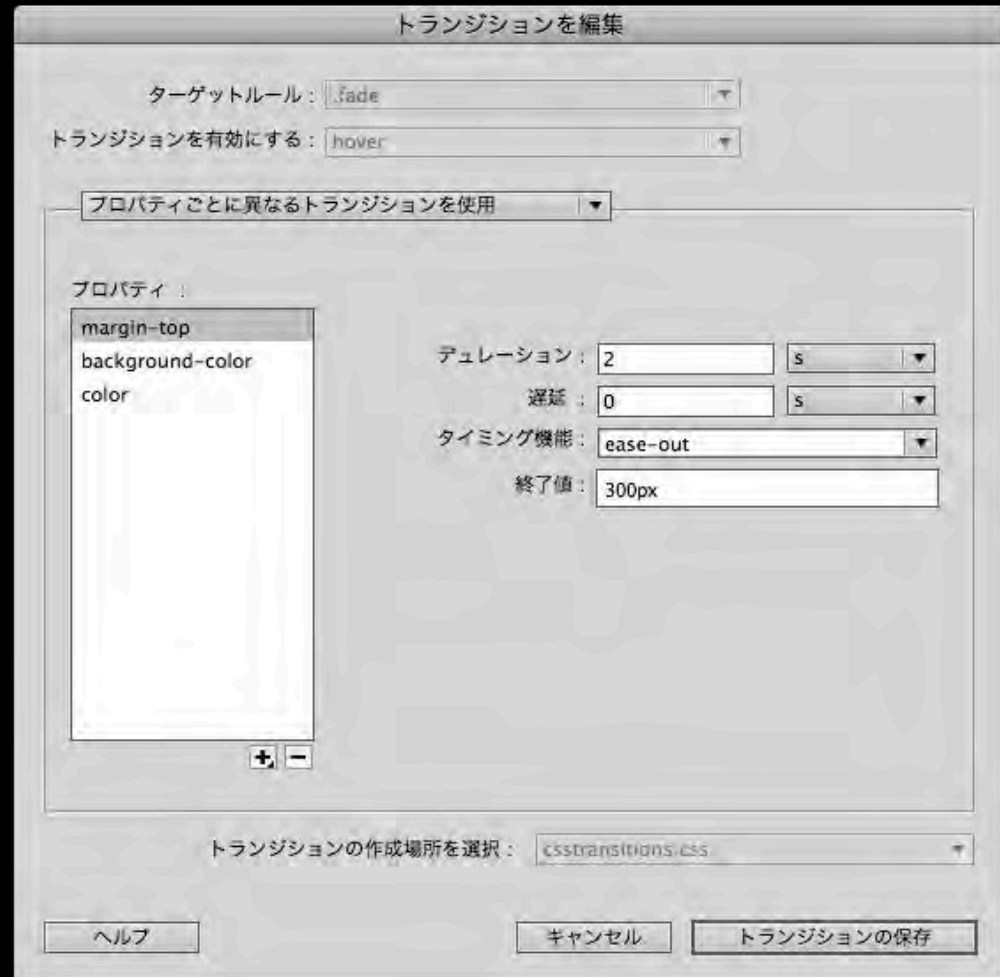 トランジションを編集
ターゲットルール : .fade
トランジションを有効にする : hover
プロパティごとに異なるトランジションを使用
プロパティ :
margin-top
background-color
color
デュレーション : 2 s
遅延 : 0 s
タイミング機能 : ease-out
終了値 : 300px
トランジションの作成場所を選択 : csstransitions.css
ヘルプ キャンセル トランジションの保存